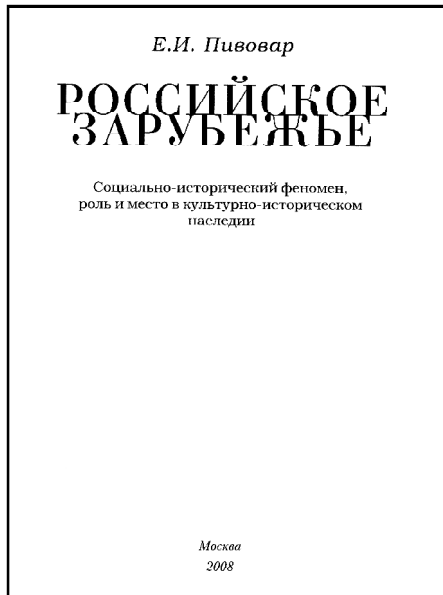 Е.И. Пивовар
РОССИЙСКОЕ
ЗАРУБЕЖЬЕ
Социально-исторический феномен,
роль и место в культурно-историческом
наследии
Москва
2008